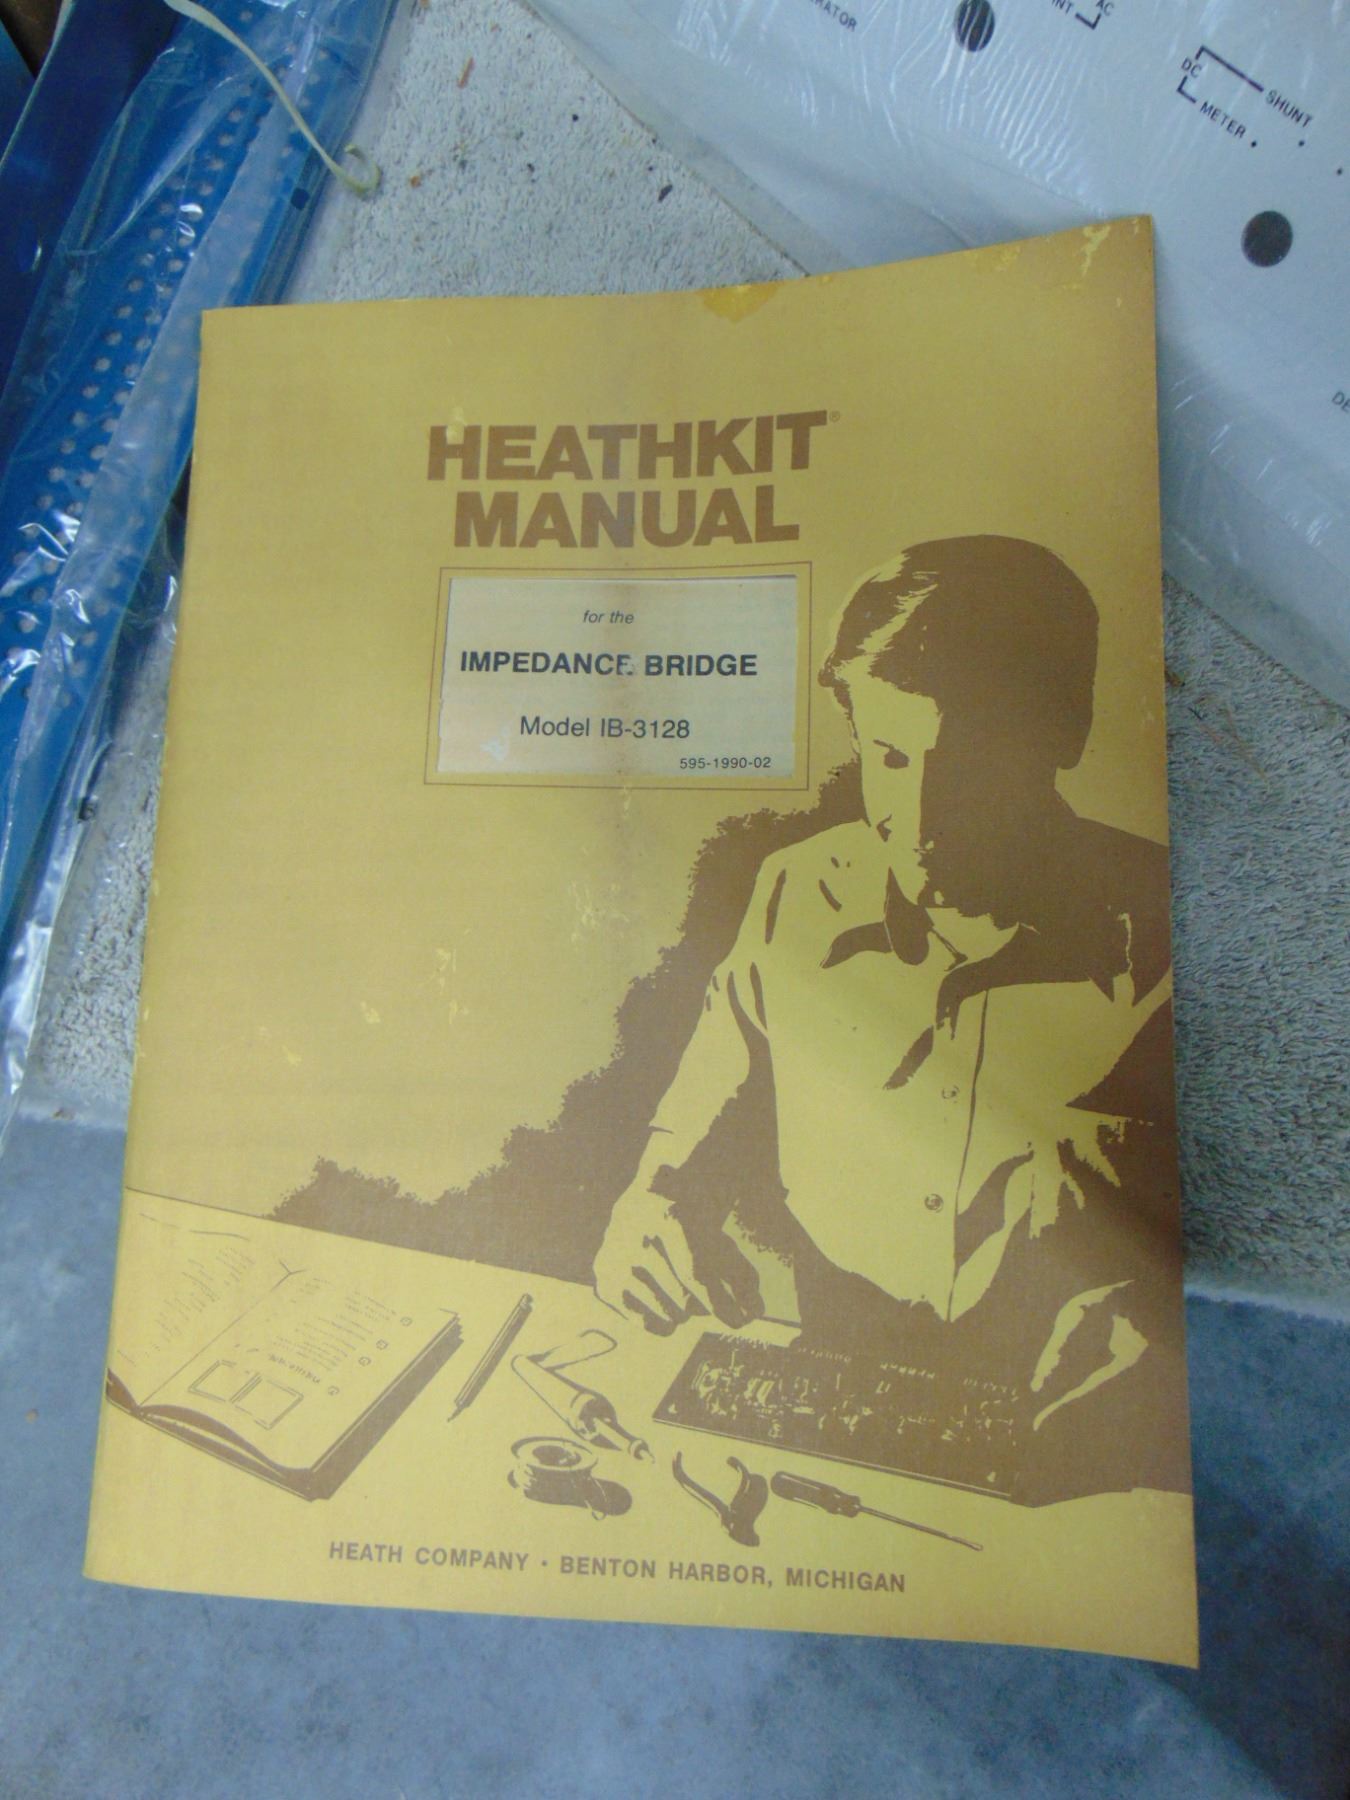 AC
DC
SHUNT
METER
HEATHKIT®
MANUAL
for the
IMPEDANCE BRIDGE
Model IB-3128
595-1990-02
HEATH COMPANY • BENTON HARBOR, MICHIGAN